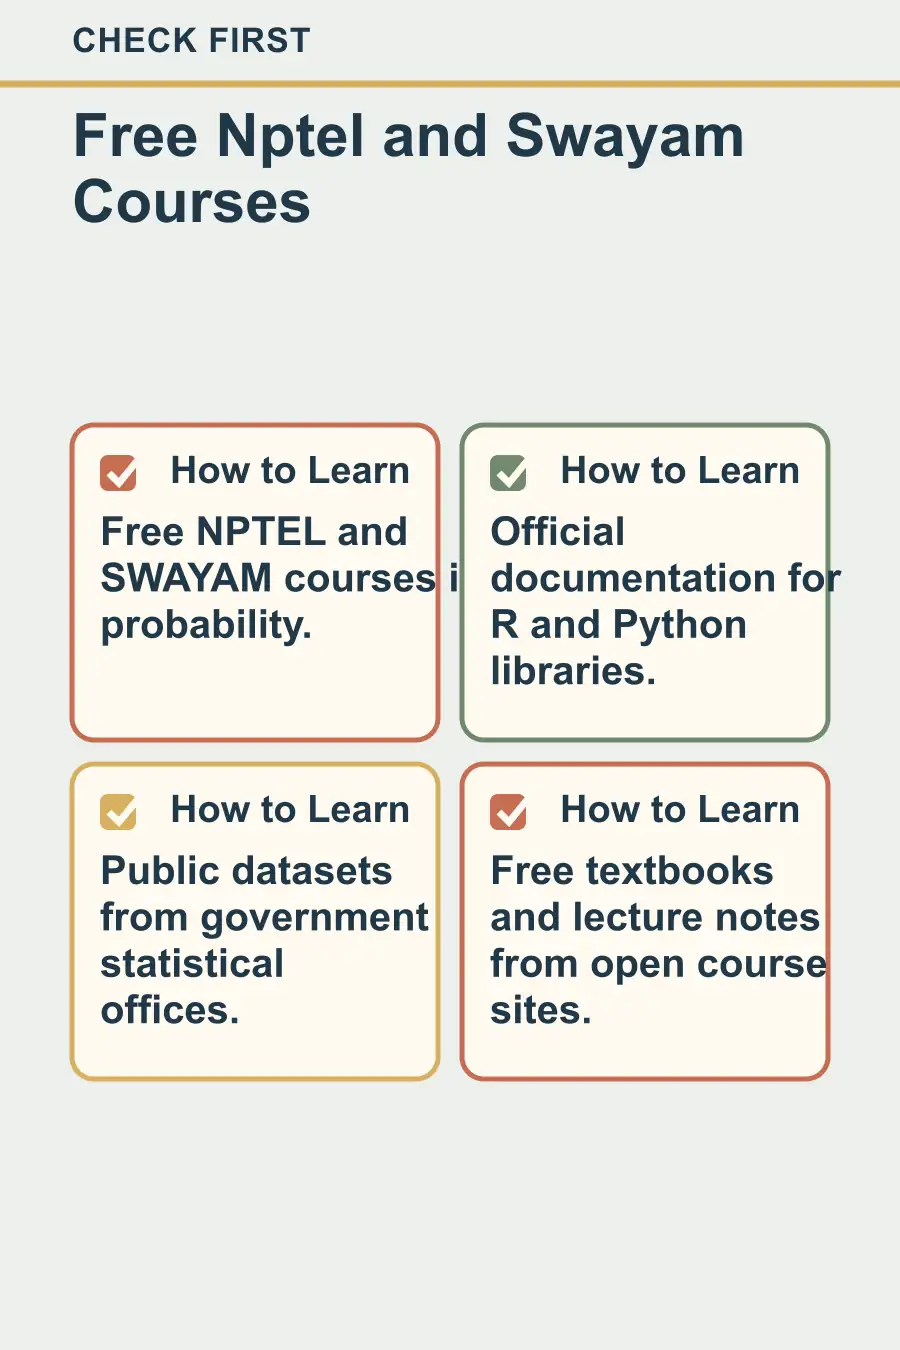 CHECK FIRST
Free Nptel and Swayam
Courses
How to Learn
Free NPTEL and
SWAYAM courses
probability.
How to Learn
Official
documentation for
R and Python
libraries.
How to Learn
Public datasets
from government
statistical
offices.
How to Learn
Free textbooks
and lecture notes
from open course
sites.